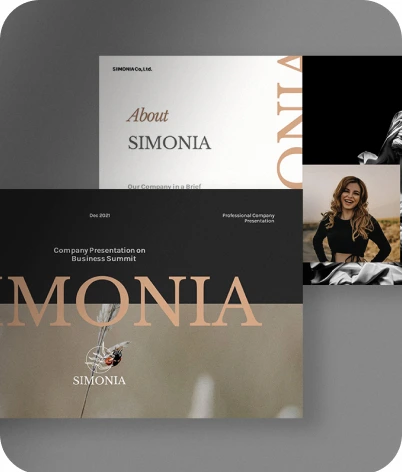 SIMONIA Co, Ltd.
About
SIMONIA
Our Company in a Brief
Dec 2021
Professional Company
Presentation
Company Presentation on
Business Summit
IMONIA
SIMONIA